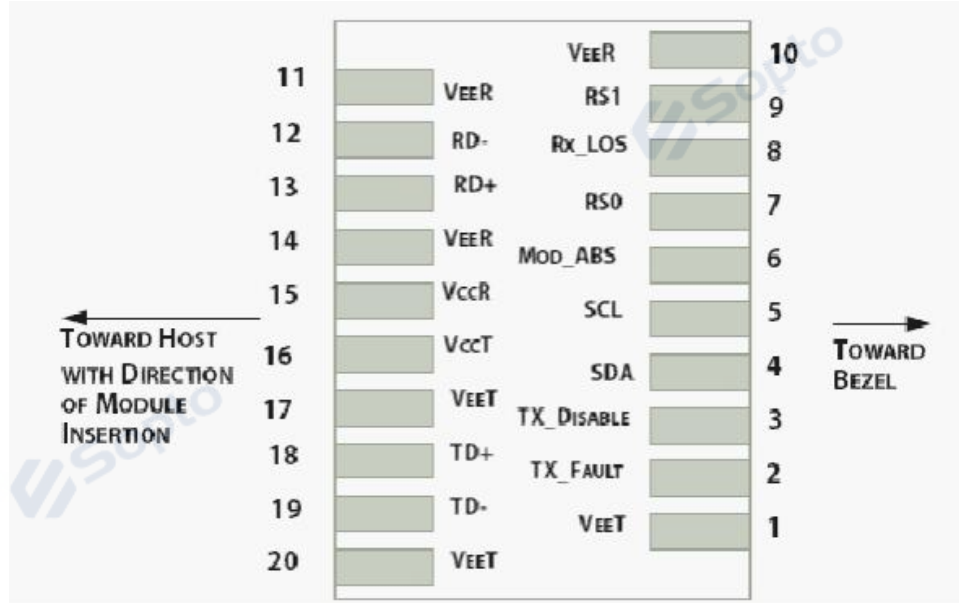 VEER 10
11 VEER
RS1 9
12 RD-
Rx_LOS 8
13 RD+
RS0 7
14 VEER
MOD_ABS 6
15 VCCR
SCL 5
16 VCCT
SDA 4
17 VEET
TX_DISABLE 3
18 TD+
TX_FAULT 2
19 TD-
VEET 1
20 VEET
TOWARD HOST
WITH DIRECTION
OF MODULE
INSERTION
TOWARD
BEZEL
Sopto
Sopto